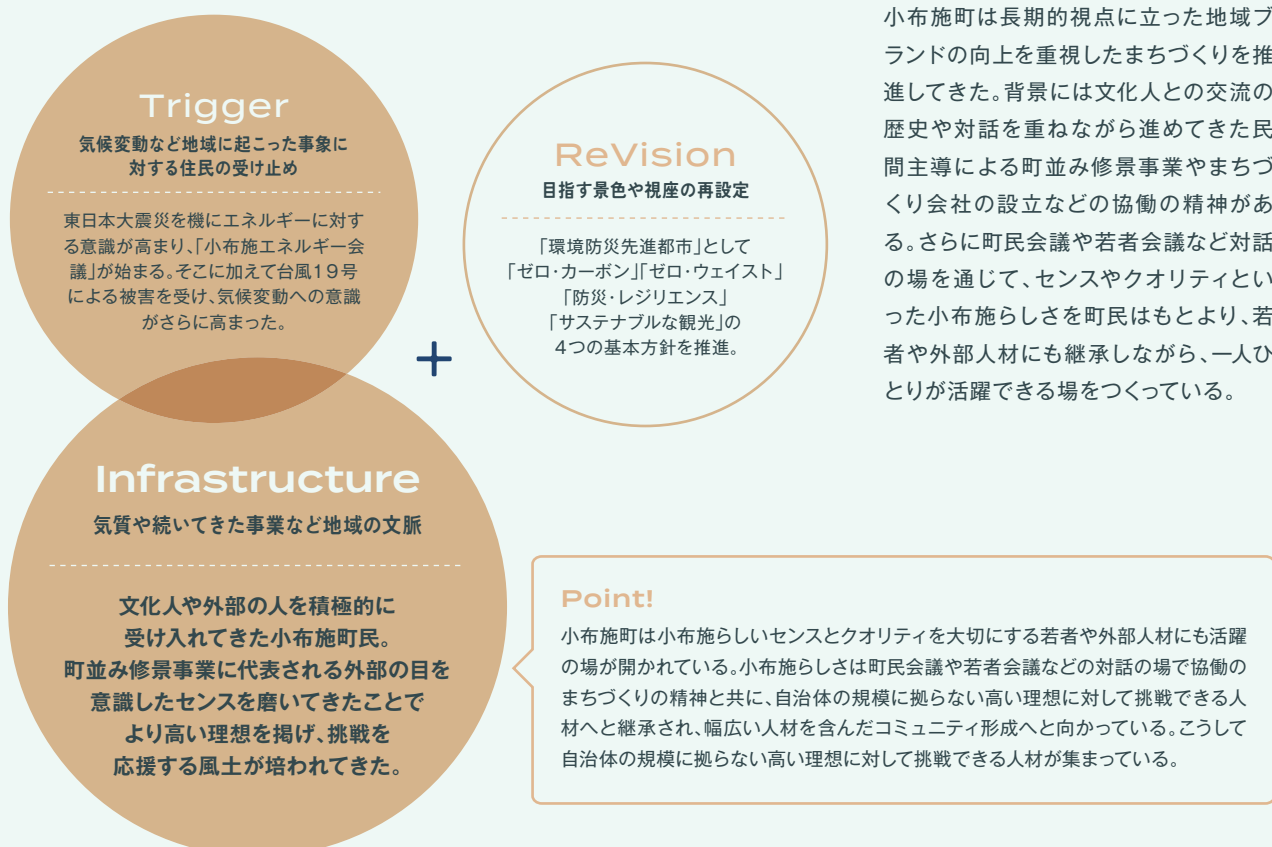 Trigger
気候変動など地域に起こった事象に
対する住民の受け止め
東日本大震災を機にエネルギーに対す
る意識が高まり、「小布施エネルギー会
議」が始まる。そこに加えて台風19号
による被害を受け、気候変動への意識
がさらに高まった。
+
ReVision
目指す景色や視座の再設定
「環境防災先進都市」として
「ゼロ・カーボン」「ゼロ・ウェイスト」
「防災・レジリエンス」
「サステナブルな観光」の
4つの基本方針を推進。
小布施町は長期的視点に立った地域ブ
ランドの向上を重視したまちづくりを推
進してきた。背景には文化人との交流の
歴史や対話を重ねながら進めてきた民
間主導による町並み修景事業やまちづ
くり会社の設立などの協働の精神があ
る。さらに町民会議や若者会議など対話
の場を通じて、センスやクオリティとい
った小布施らしさを町民はもとより、若
者や外部人材にも継承しながら、一人ひ
とりが活躍できる場をつくっている。
Infrastructure
気質や続いてきた事業など地域の文脈
文化人や外部の人を積極的に
受け入れてきた小布施町民。
町並み修景事業に代表される外部の目を
意識したセンスを磨いてきたことで
より高い理想を掲げ、挑戦を
応援する風土が培われてきた。
Point!
小布施町は小布施らしいセンスとクオリティを大切にする若者や外部人材にも活躍
の場が開かれている。小布施らしさは町民会議や若者会議などの対話の場で協働の
まちづくりの精神と共に、自治体の規模に拠らない高い理想に対して挑戦できる人
材へと継承され、幅広い人材を含んだコミュニティ形成へと向かっている。こうして
自治体の規模に拠らない高い理想に対して挑戦できる人材が集まっている。